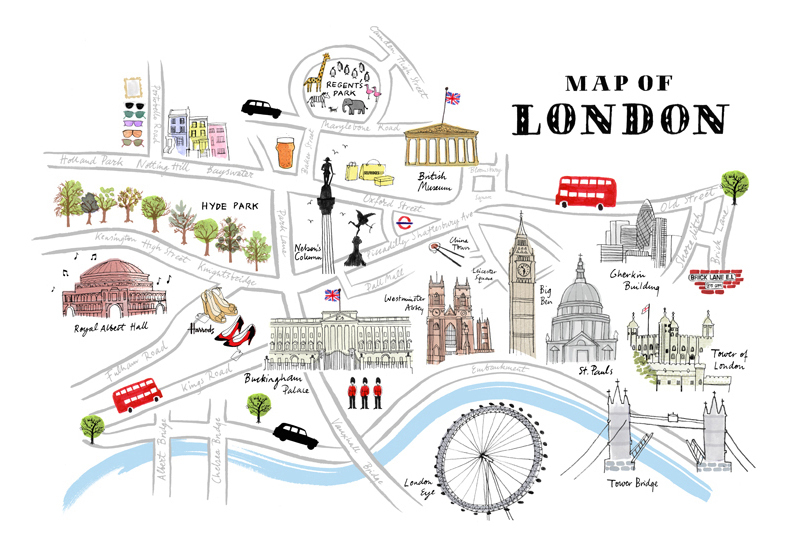 MAP OF
LONDON
Camden High Street
REGENT'S
PARK
Marylebone Road
Portobello Road
Baker Street
British
Museum
Bloomsbury
Square
Holland Park Notting Hill Bayswater
HYDE PARK
Oxford Street
Old Street
Park Lane
Nelson's
Column
Piccadilly Shaftesbury Ave
China
Town
Leicester
Square
Kensington High Street
Knightsbridge
Pall Mall
Gherkin
Building
Brick Lane
BRICK LANE E.1.
Royal Albert Hall
Harrods
Westminster
Abbey
Big
Ben
St. Pauls
Tower of
London
Buckingham
Palace
Fulham Road
Kings Road
Embankment
Albert Bridge
Chelsea Bridge
Vauxhall Bridge
London
Eye
Tower Bridge